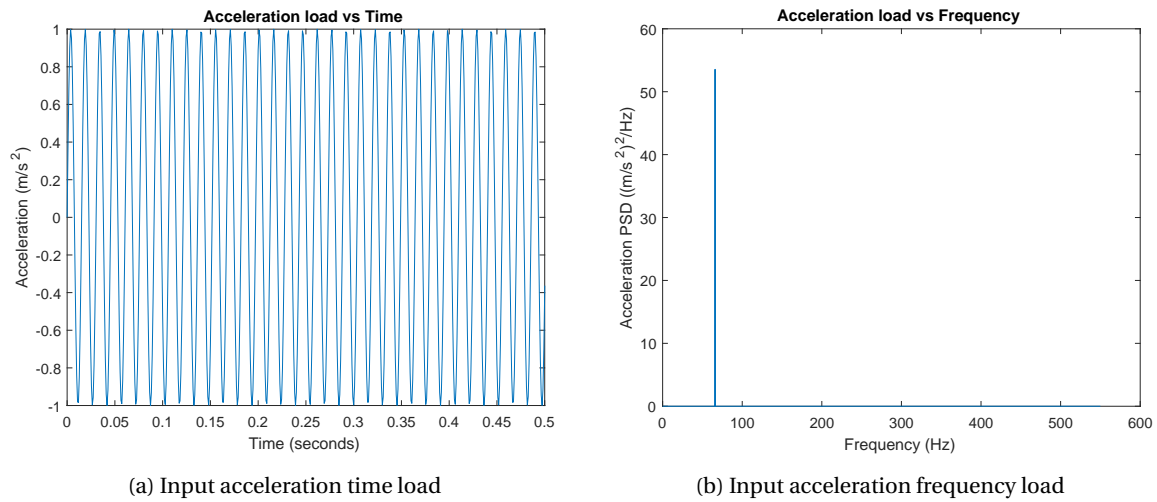 Acceleration load vs Time
1
0.8
0.6
0.4
0.2
0
-0.2
-0.4
-0.6
-0.8
-1
Acceleration (m/s²)
0 0.05 0.1 0.15 0.2 0.25 0.3 0.35 0.4 0.45 0.5
Time (seconds)
(a) Input acceleration time load
Acceleration load vs Frequency
60
50
40
30
20
10
0
Acceleration PSD ((m/s²)²/Hz)
0 100 200 300 400 500 600
Frequency (Hz)
(b) Input acceleration frequency load